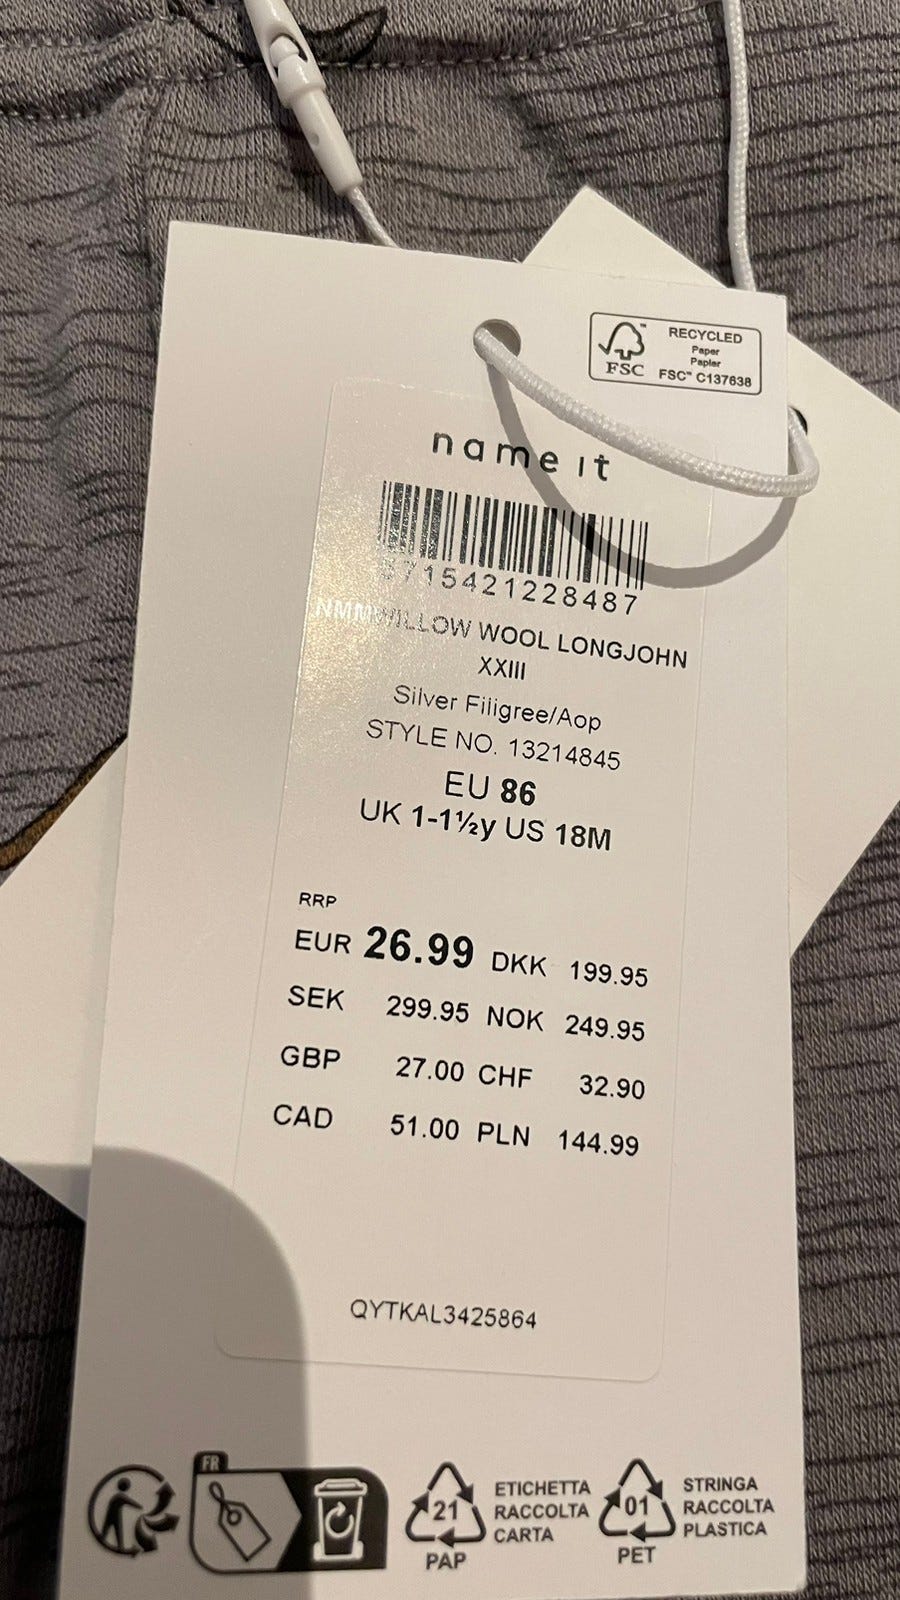 FSC
RECYCLED
Paper
Papier
FSC™ C137638
name it
5715421228487
NMMWILLOW WOOL LONGJOHN
XXIII
Silver Filigree/Aop
STYLE NO. 13214845
EU 86
UK 1-1½y US 18M
RRP
EUR 26.99 DKK 199.95
SEK 299.95 NOK 249.95
GBP 27.00 CHF 32.90
CAD 51.00 PLN 144.99
QYTKAL3425864
FR
21
PAP
ETICHETTA
RACCOLTA
CARTA
01
PET
STRINGA
RACCOLTA
PLASTICA